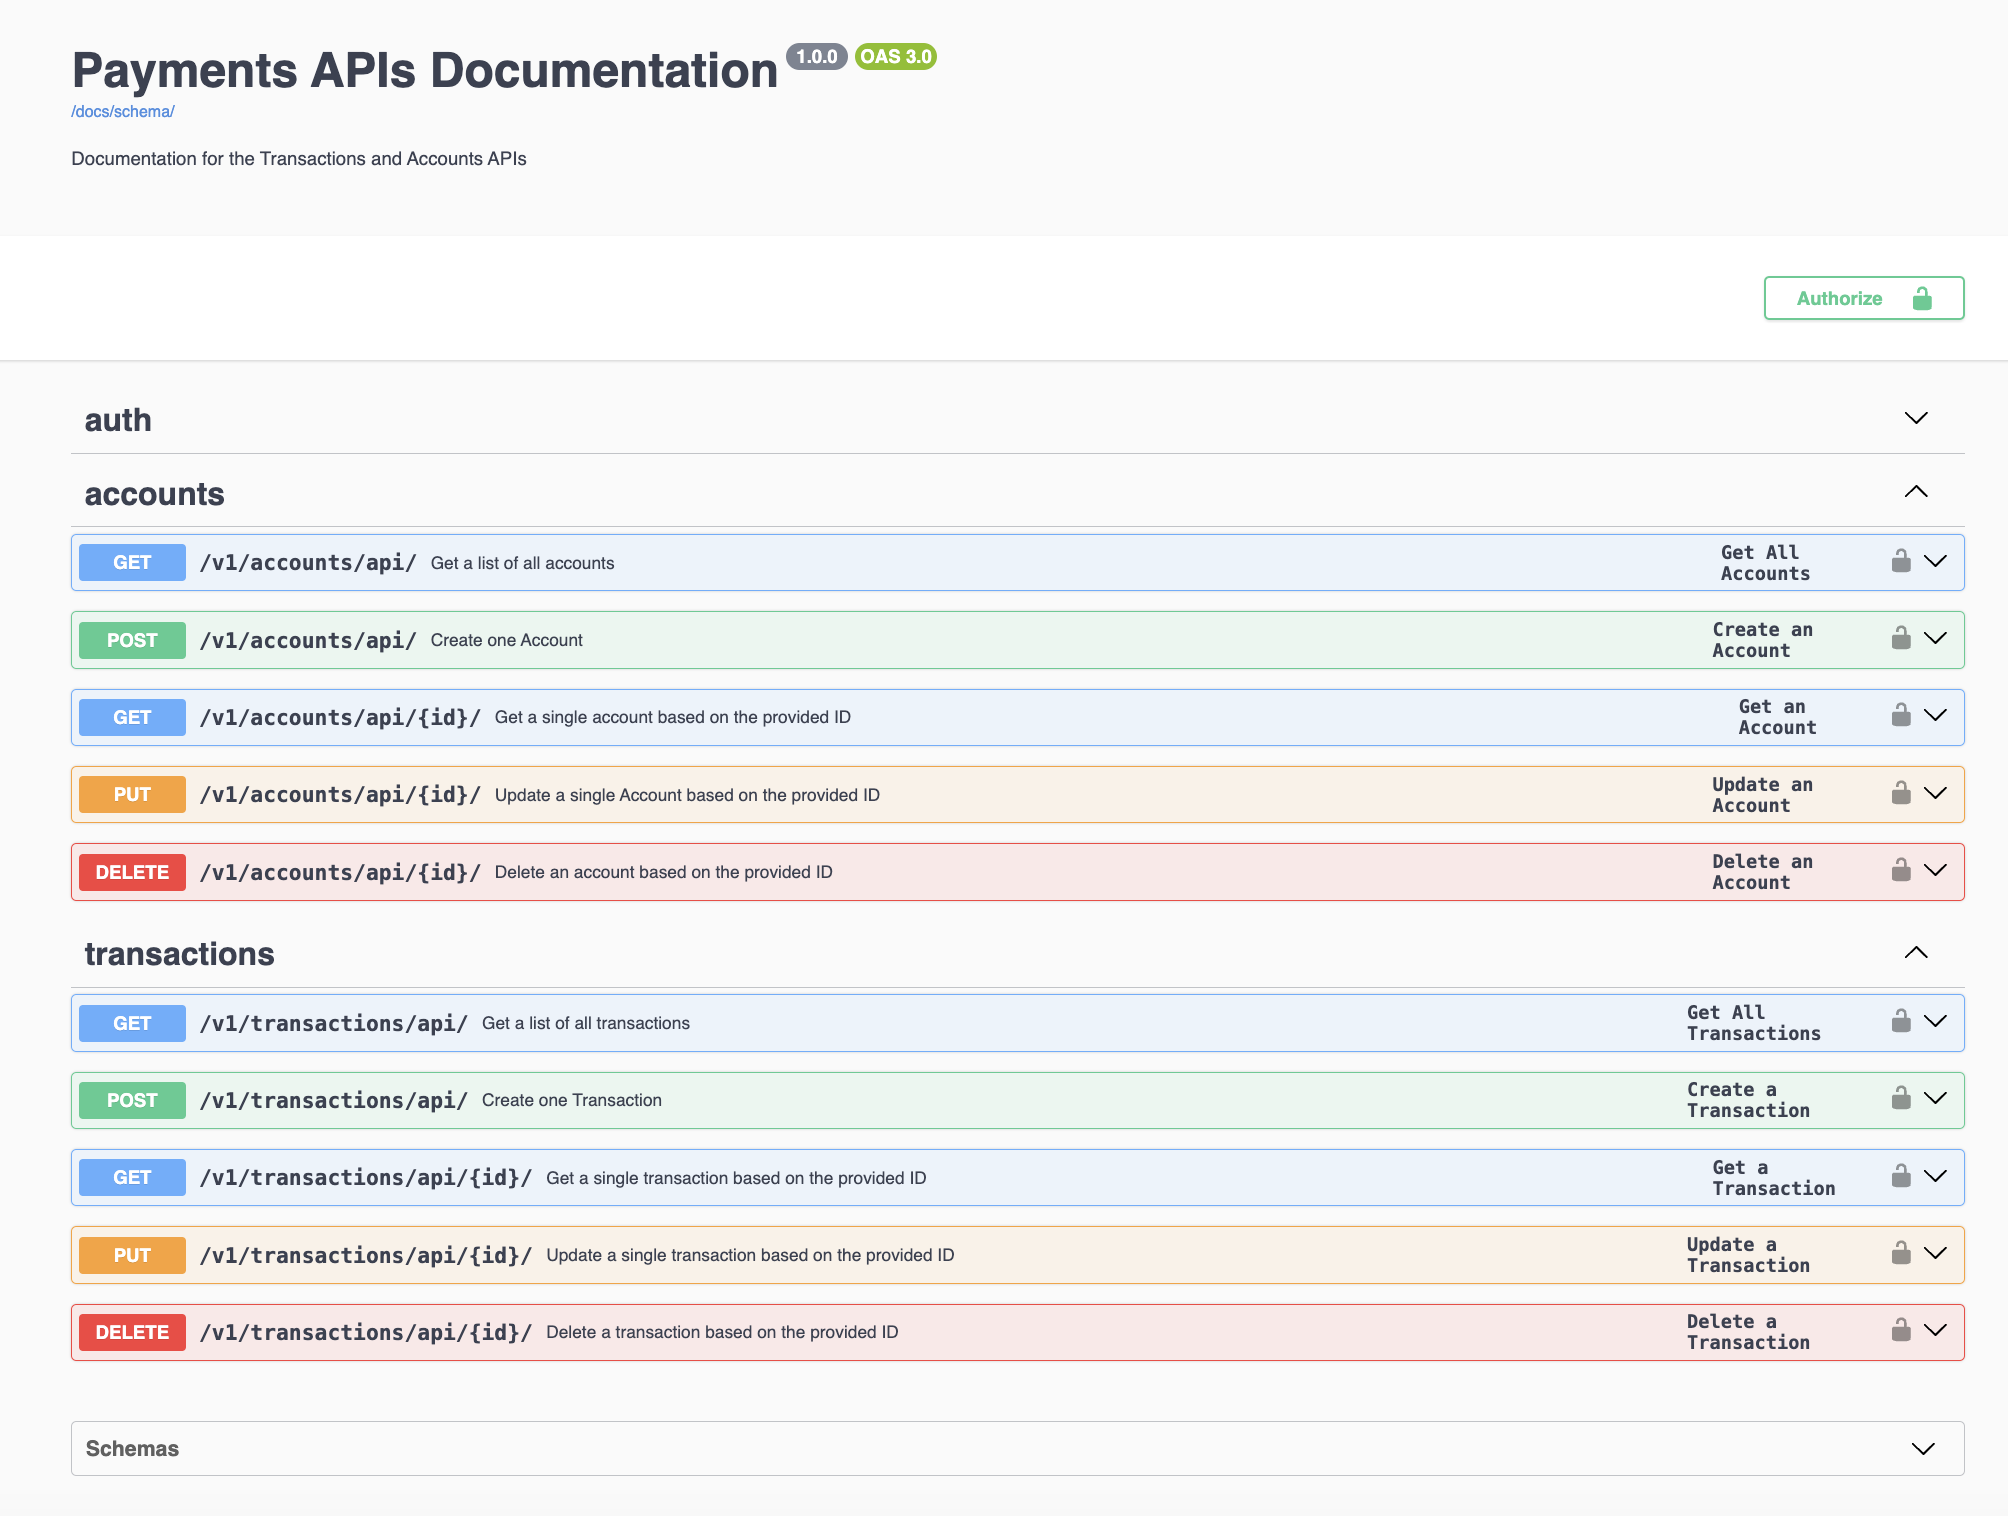 Payments APIs Documentation 1.0.0 OAS 3.0
/docs/schema/
Documentation for the Transactions and Accounts APIs
Authorize
auth
accounts
GET /v1/accounts/api/ Get a list of all accounts Get All
Accounts
POST /v1/accounts/api/ Create one Account Create an
Account
GET /v1/accounts/api/{id}/ Get a single account based on the provided ID Get an
Account
PUT /v1/accounts/api/{id}/ Update a single Account based on the provided ID Update an
Account
DELETE /v1/accounts/api/{id}/ Delete an account based on the provided ID Delete an
Account
transactions
GET /v1/transactions/api/ Get a list of all transactions Get All
Transactions
POST /v1/transactions/api/ Create one Transaction Create a
Transaction
GET /v1/transactions/api/{id}/ Get a single transaction based on the provided ID Get a
Transaction
PUT /v1/transactions/api/{id}/ Update a single transaction based on the provided ID Update a
Transaction
DELETE /v1/transactions/api/{id}/ Delete a transaction based on the provided ID Delete a
Transaction
Schemas